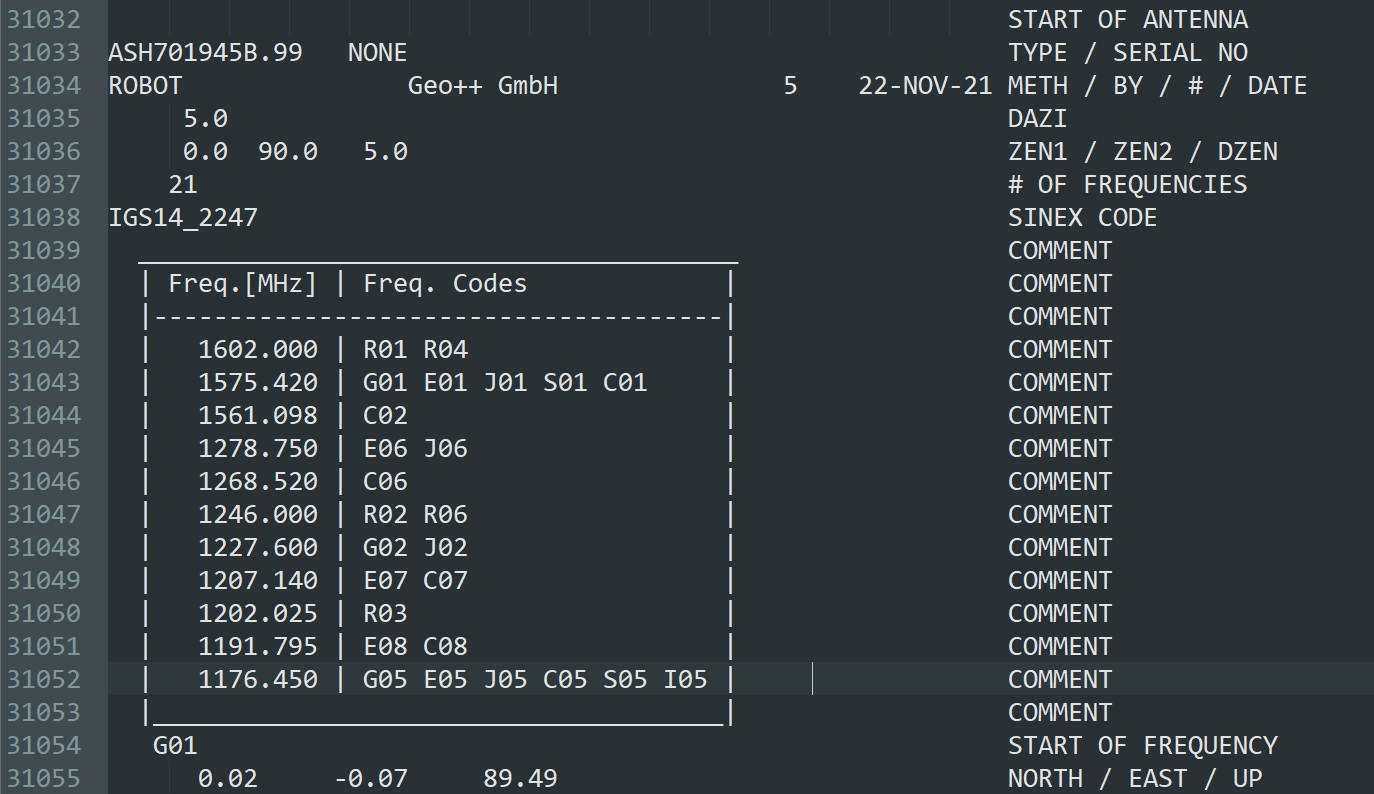 31032                                                              START OF ANTENNA
31033 ASH701945B.99   NONE                                        TYPE / SERIAL NO
31034 ROBOT               Geo++ GmbH               5    22-NOV-21 METH / BY / # / DATE
31035      5.0                                                    DAZI
31036      0.0  90.0   5.0                                        ZEN1 / ZEN2 / DZEN
31037     21                                                      # OF FREQUENCIES
31038 IGS14_2247                                                  SINEX CODE
31039   ________________________________________                  COMMENT
31040   | Freq.[MHz] | Freq. Codes             |                  COMMENT
31041   |--------------------------------------|                  COMMENT
31042   |   1602.000 | R01 R04                 |                  COMMENT
31043   |   1575.420 | G01 E01 J01 S01 C01     |                  COMMENT
31044   |   1561.098 | C02                     |                  COMMENT
31045   |   1278.750 | E06 J06                 |                  COMMENT
31046   |   1268.520 | C06                     |                  COMMENT
31047   |   1246.000 | R02 R06                 |                  COMMENT
31048   |   1227.600 | G02 J02                 |                  COMMENT
31049   |   1207.140 | E07 C07                 |                  COMMENT
31050   |   1202.025 | R03                     |                  COMMENT
31051   |   1191.795 | E08 C08                 |                  COMMENT
31052   |   1176.450 | G05 E05 J05 C05 S05 I05 |                  COMMENT
31053   |______________________________________|                  COMMENT
31054    G01                                                      START OF FREQUENCY
31055       0.02     -0.07     89.49                              NORTH / EAST / UP